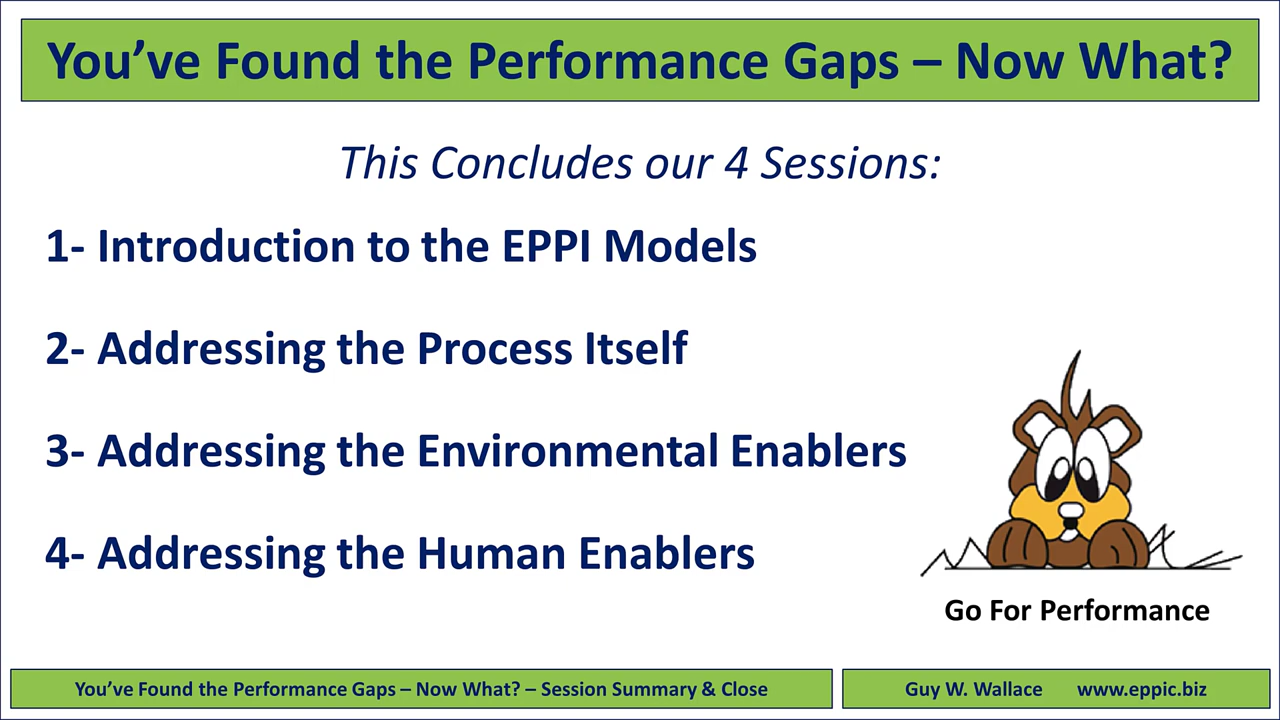 You’ve Found the Performance Gaps – Now What?
This Concludes our 4 Sessions:
1- Introduction to the EPPI Models
2- Addressing the Process Itself
3- Addressing the Environmental Enablers
4- Addressing the Human Enablers
Go For Performance
You’ve Found the Performance Gaps – Now What? – Session Summary & Close
Guy W. Wallace www.eppic.biz